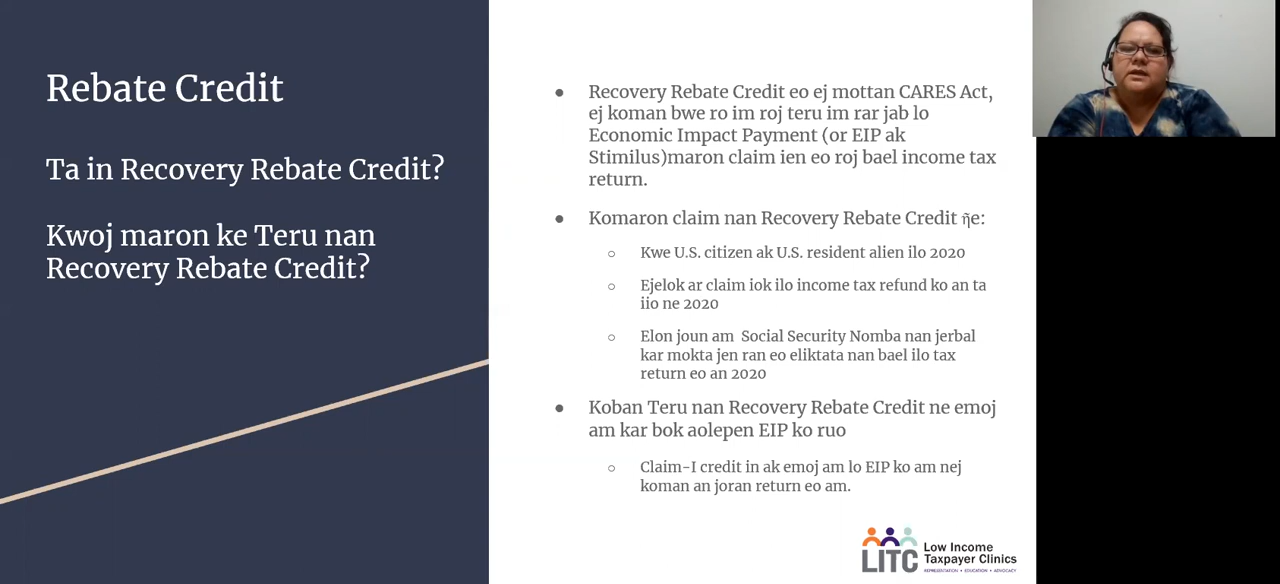 Rebate Credit
Ta in Recovery Rebate Credit?
Kwoj maron ke Teru nan
Recovery Rebate Credit?
● Recovery Rebate Credit eo ej mottan CARES Act,
ej koman bwe ro im roj teru im rar jab lo
Economic Impact Payment (or EIP ak
Stimilus)maron claim ien eo roj bael income tax
return.
● Komaron claim nan Recovery Rebate Credit n̄e:
○ Kwe U.S. citizen ak U.S. resident alien ilo 2020
○ Ejelok ar claim iok ilo income tax refund ko an ta
iio ne 2020
○ Elon joun am Social Security Nomba nan jerbal
kar mokta jen ran eo eliktata nan bael ilo tax
return eo an 2020
● Koban Teru nan Recovery Rebate Credit ne emoj
am kar bok aolepen EIP ko ruo
○ Claim-I credit in ak emoj am lo EIP ko am nej
koman an joran return eo am.
LITC Low Income
Taxpayer Clinics
REPRESENTATION • EDUCATION • ADVOCACY